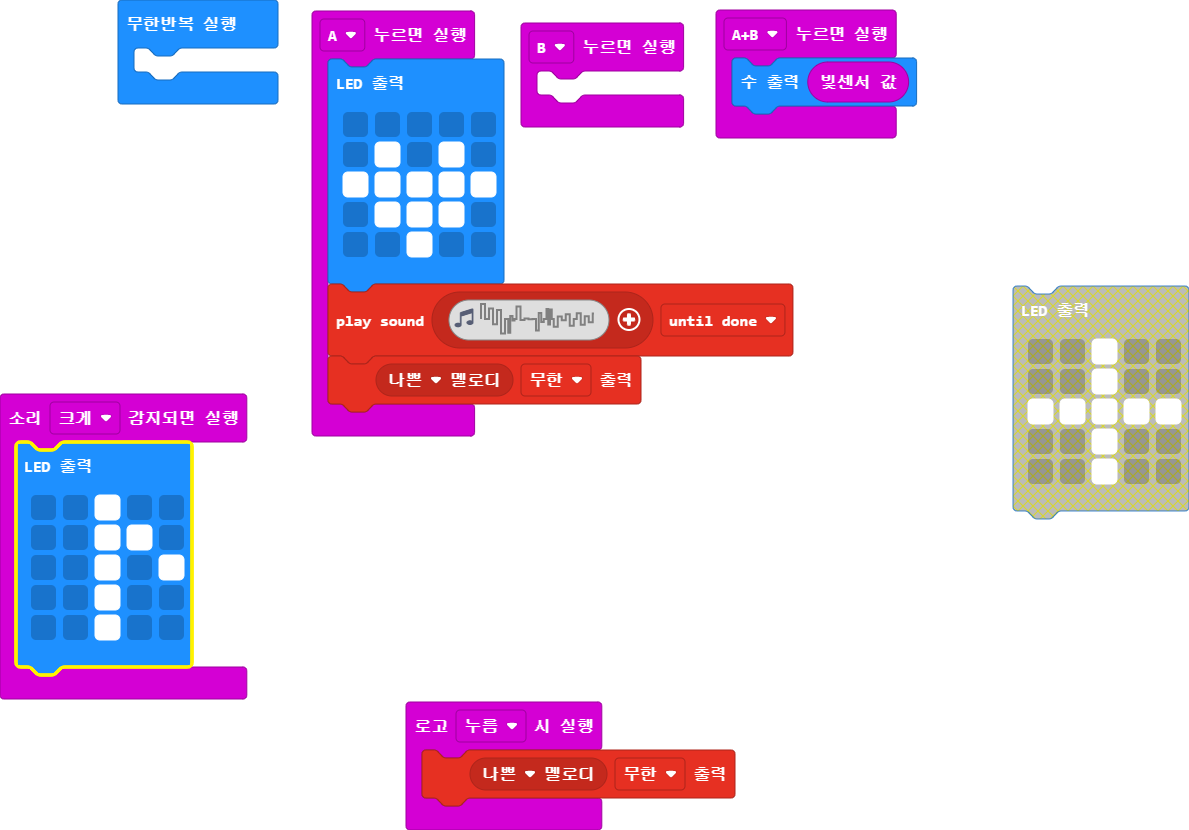 무한반복 실행
A 누르면 실행
LED 출력
play sound until done
나쁜 멜로디 무한 출력
B 누르면 실행
A+B 누르면 실행
수 출력 빛센서 값
LED 출력
소리 크게 감지되면 실행
LED 출력
로고 누름 시 실행
나쁜 멜로디 무한 출력